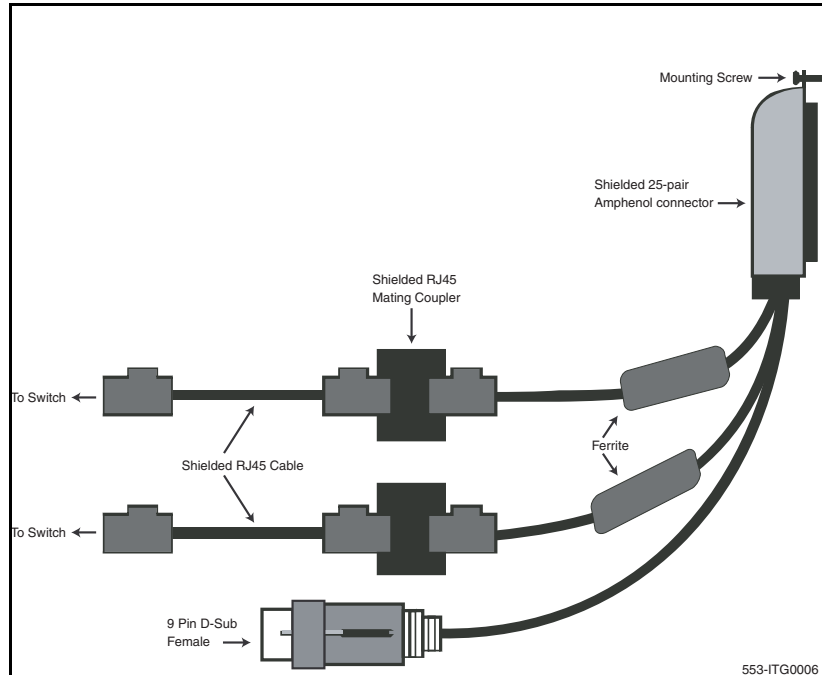 Mounting Screw
Shielded 25-pair
Amphenol connector
Shielded RJ45
Mating Coupler
To Switch
Ferrite
Shielded RJ45 Cable
To Switch
9 Pin D-Sub
Female
553-ITG0006